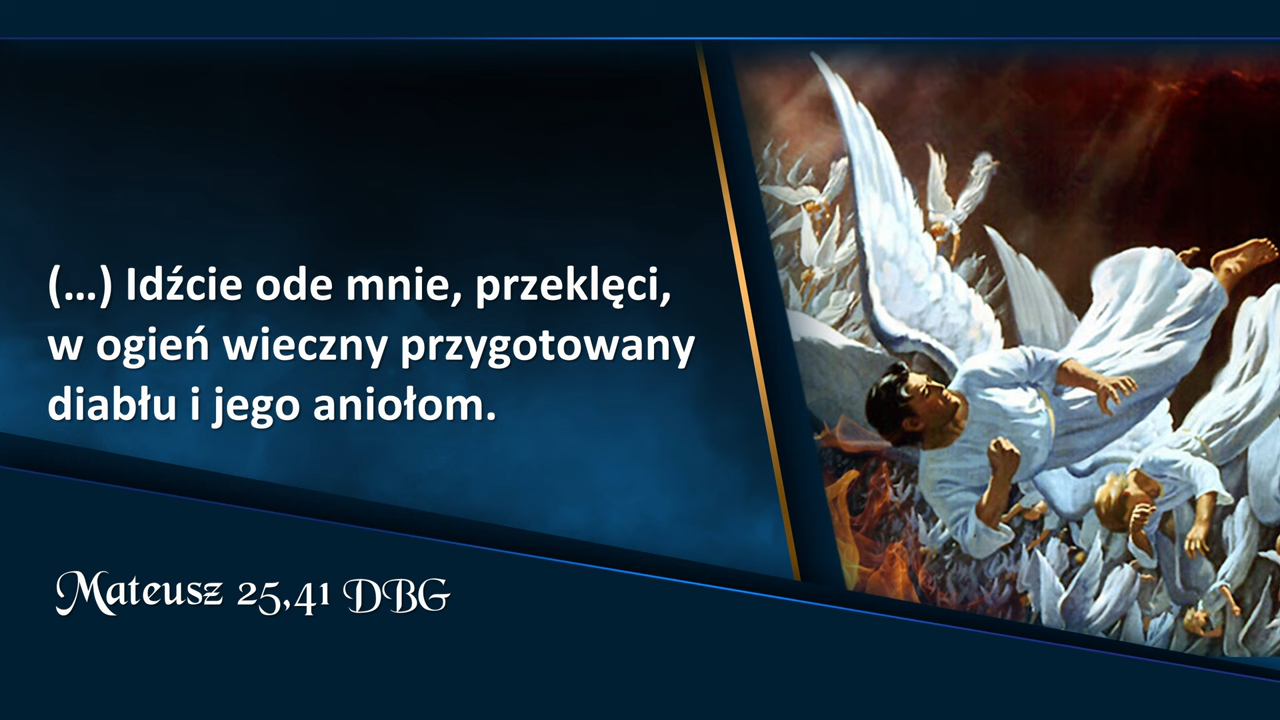 (...) Idźcie ode mnie, przeklęci,
w ogień wieczny przygotowany
diabłu i jego aniołom.
Mateusz 25,41 DBG